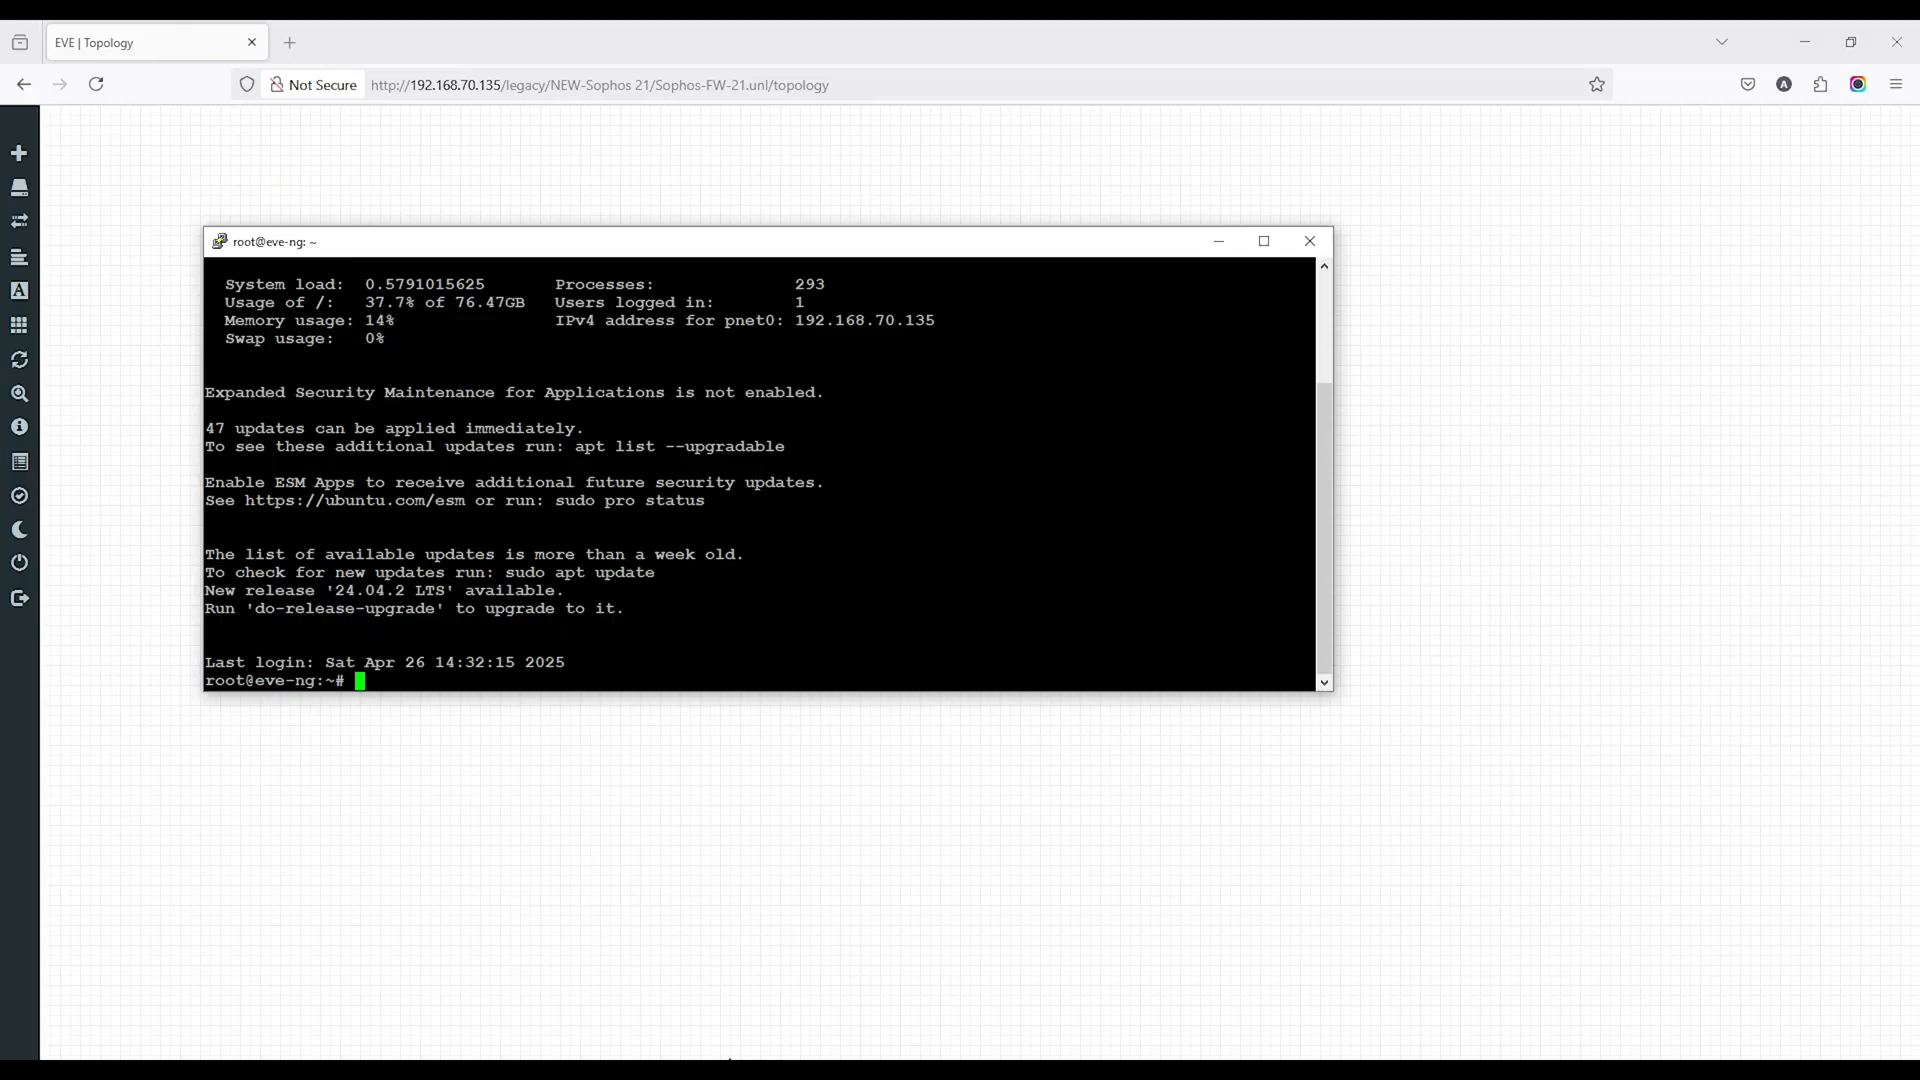 EVE | Topology
Not Secure http://192.168.70.135/legacy/NEW-Sophos 21/Sophos-FW-21.unl/topology
A
A
root@eve-ng: ~
System load: 0.5791015625 Processes: 293
Usage of /: 37.7% of 76.47GB Users logged in: 1
Memory usage: 14% IPv4 address for pnet0: 192.168.70.135
Swap usage: 0%
Expanded Security Maintenance for Applications is not enabled.
47 updates can be applied immediately.
To see these additional updates run: apt list --upgradable
Enable ESM Apps to receive additional future security updates.
See https://ubuntu.com/esm or run: sudo pro status
The list of available updates is more than a week old.
To check for new updates run: sudo apt update
New release '24.04.2 LTS' available.
Run 'do-release-upgrade' to upgrade to it.
Last login: Sat Apr 26 14:32:15 2025
root@eve-ng:~#